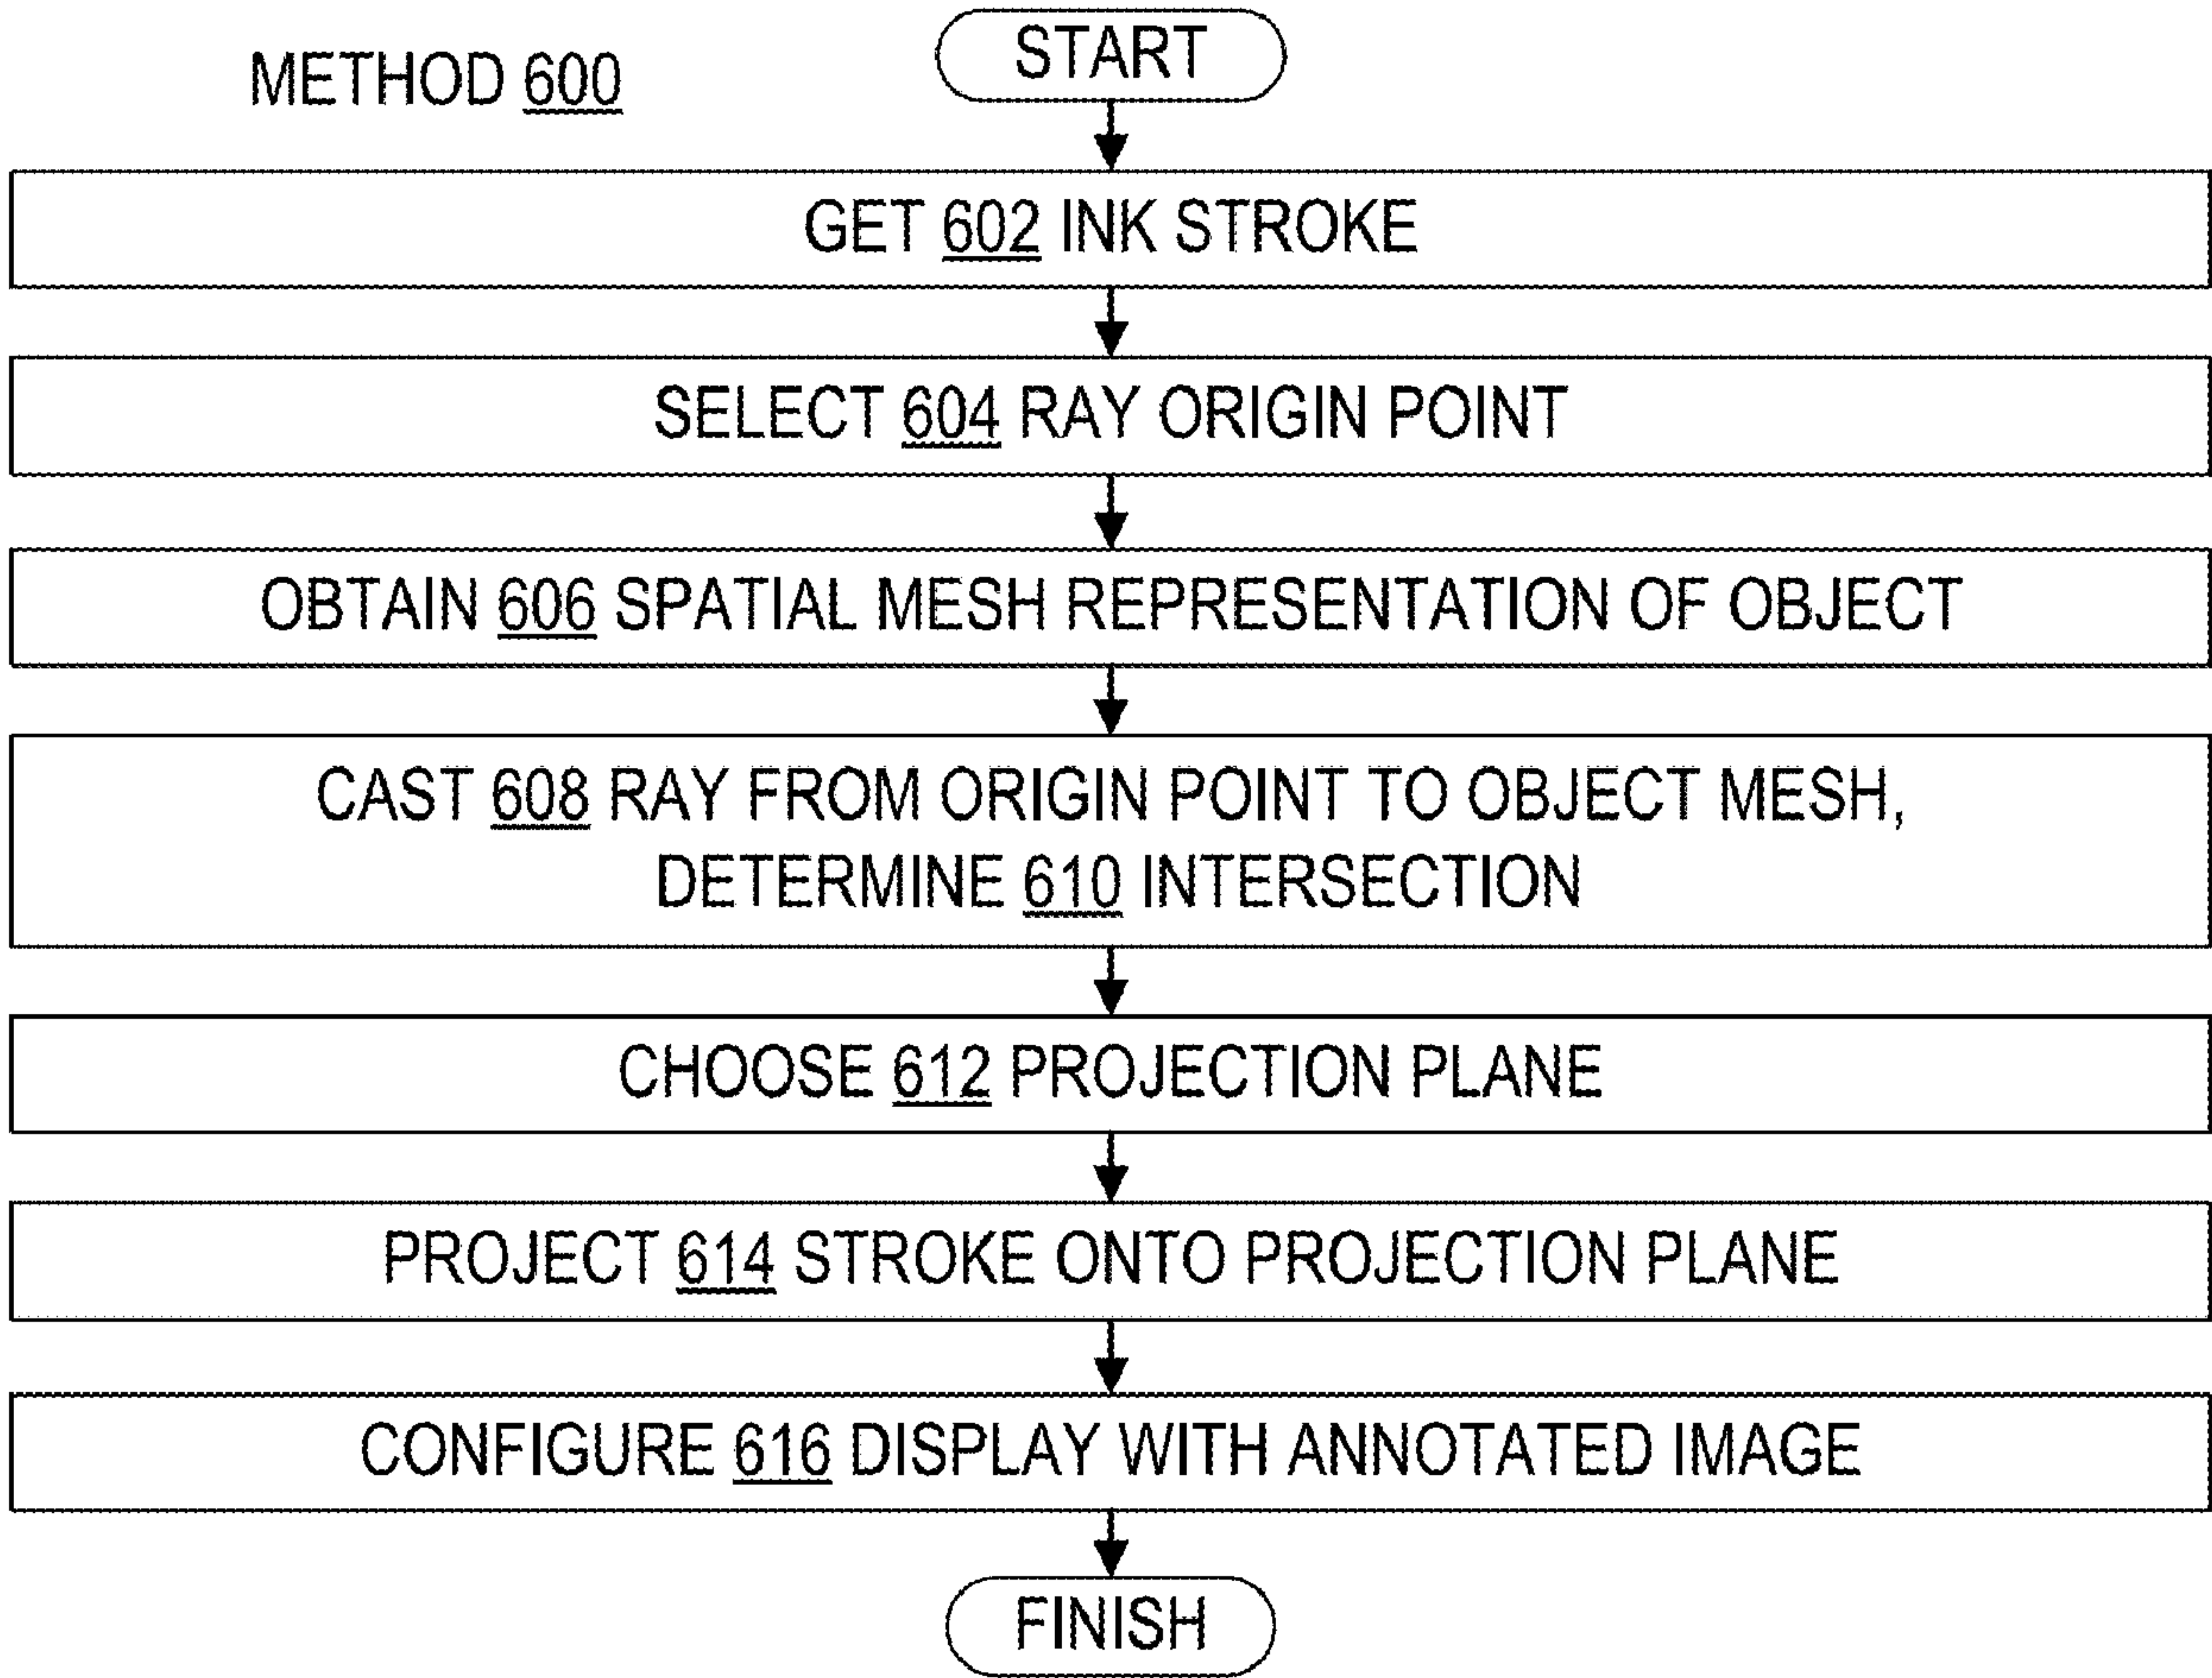 START
METHOD 600
GET 602 INK STROKE
SELECT 604 RAY ORIGIN POINT
OBTAIN 606 SPATIAL MESH REPRESENTATION OF OBJECT
CAST 608 RAY FROM ORIGIN POINT TO OBJECT MESH,
DETERMINE 610 INTERSECTION
CHOOSE 612 PROJECTION PLANE
PROJECT 614 STROKE ONTO PROJECTION PLANE
CONFIGURE 616 DISPLAY WITH ANNOTATED IMAGE
FINISH